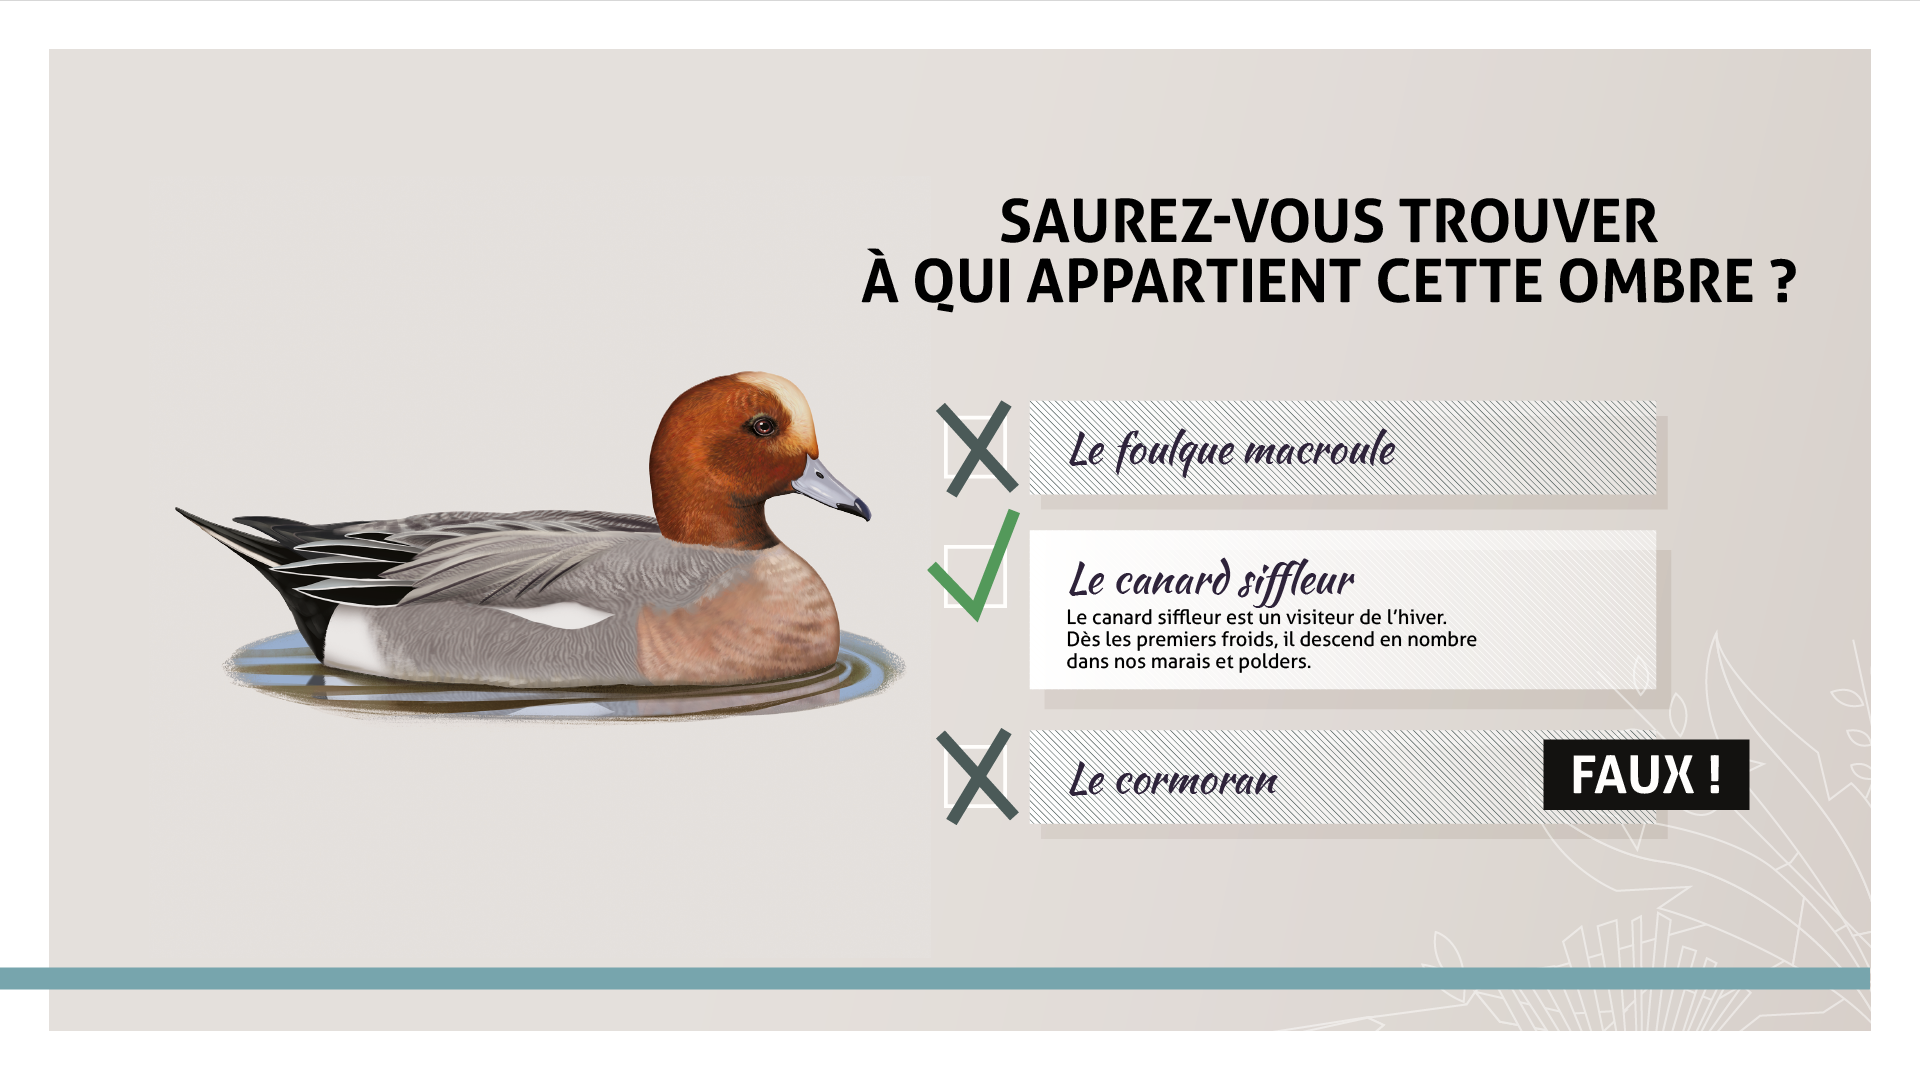 SAUREZ-VOUS TROUVER
À QUI APPARTIENT CETTE OMBRE ?
Le foulque macroule
Le canard siffleur
Le canard siffleur est un visiteur de l'hiver.
Dès les premiers froids, il descend en nombre
dans nos marais et polders.
Le cormoran
FAUX !